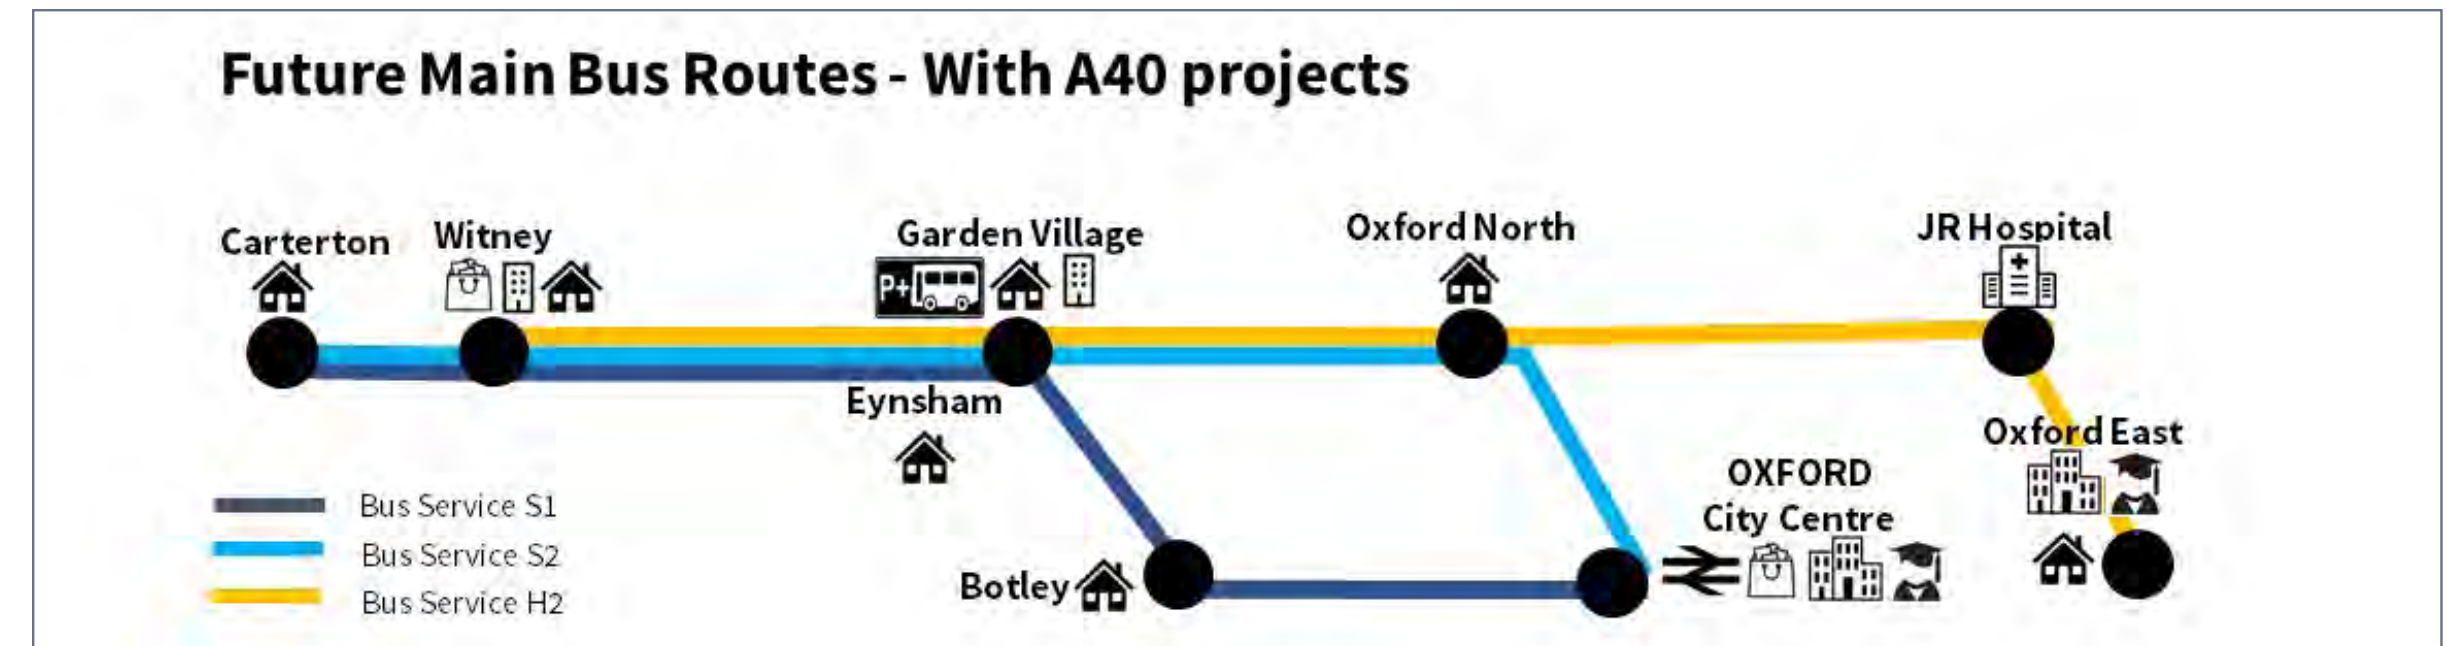 Future Main Bus Routes - With A40 projects
Carterton
Witney
Garden Village
Oxford North
JR Hospital
P+
Eynsham
Oxford East
OXFORD
City Centre
Botley
Bus Service S1
Bus Service S2
Bus Service H2